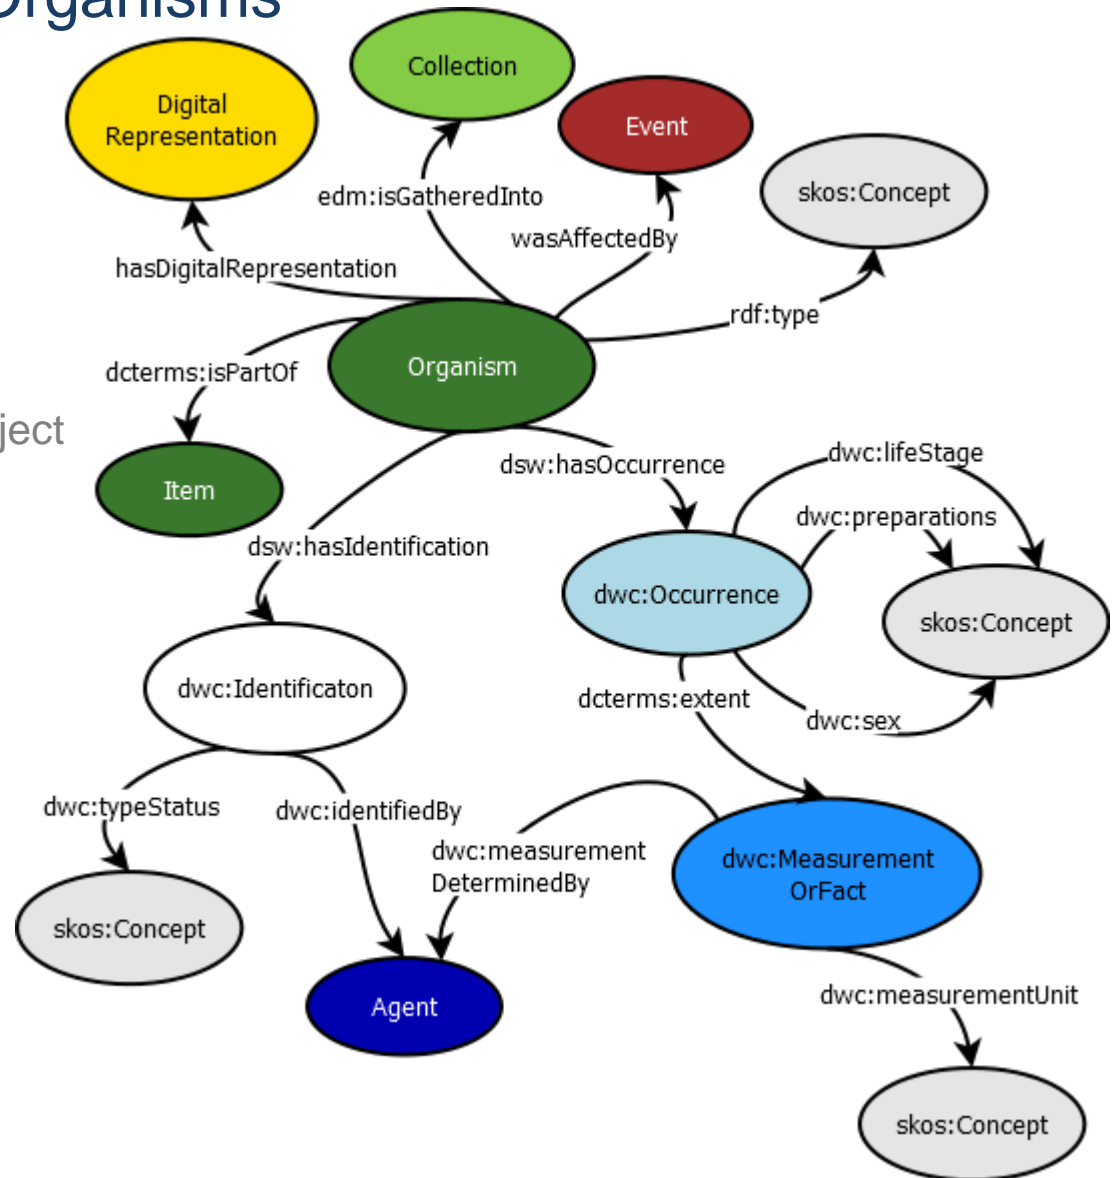 Organisms
Collection
Digital
Representation
Event
skos:Concept
edm:isGatheredInto
wasAffectedBy
hasDigitalRepresentation
rdf:type
Organism
dcterms:isPartOf
ject
dwc:lifeStage
dsw:hasOccurrence
Item
dwc:preparations
dsw:hasIdentification
dwc:Occurrence
skos:Concept
dwc:Identificaton
dcterms:extent
dwc:sex
dwc:typeStatus
dwc:identifiedBy
dwc:measurement
DeterminedBy
dwc:Measurement
OrFact
skos:Concept
Agent
dwc:measurementUnit
skos:Concept